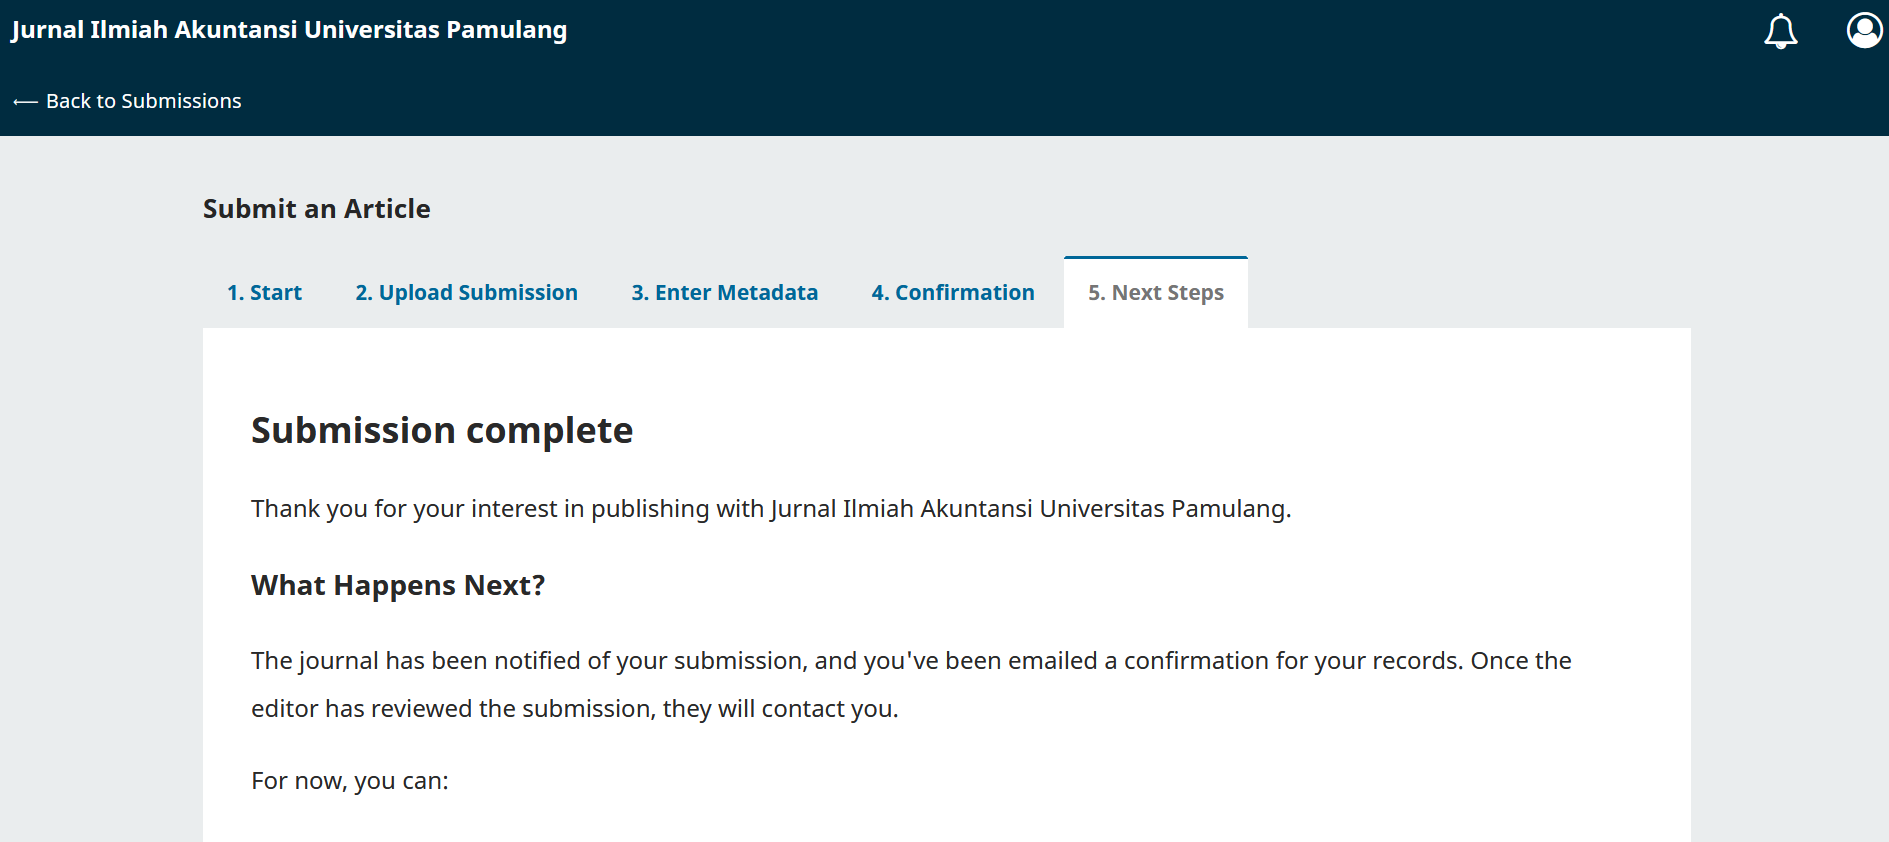 Jurnal Ilmiah Akuntansi Universitas Pamulang
⟵ Back to Submissions
Submit an Article
1. Start
2. Upload Submission
3. Enter Metadata
4. Confirmation
5. Next Steps
Submission complete
Thank you for your interest in publishing with Jurnal Ilmiah Akuntansi Universitas Pamulang.
What Happens Next?
The journal has been notified of your submission, and you've been emailed a confirmation for your records. Once the
editor has reviewed the submission, they will contact you.
For now, you can: